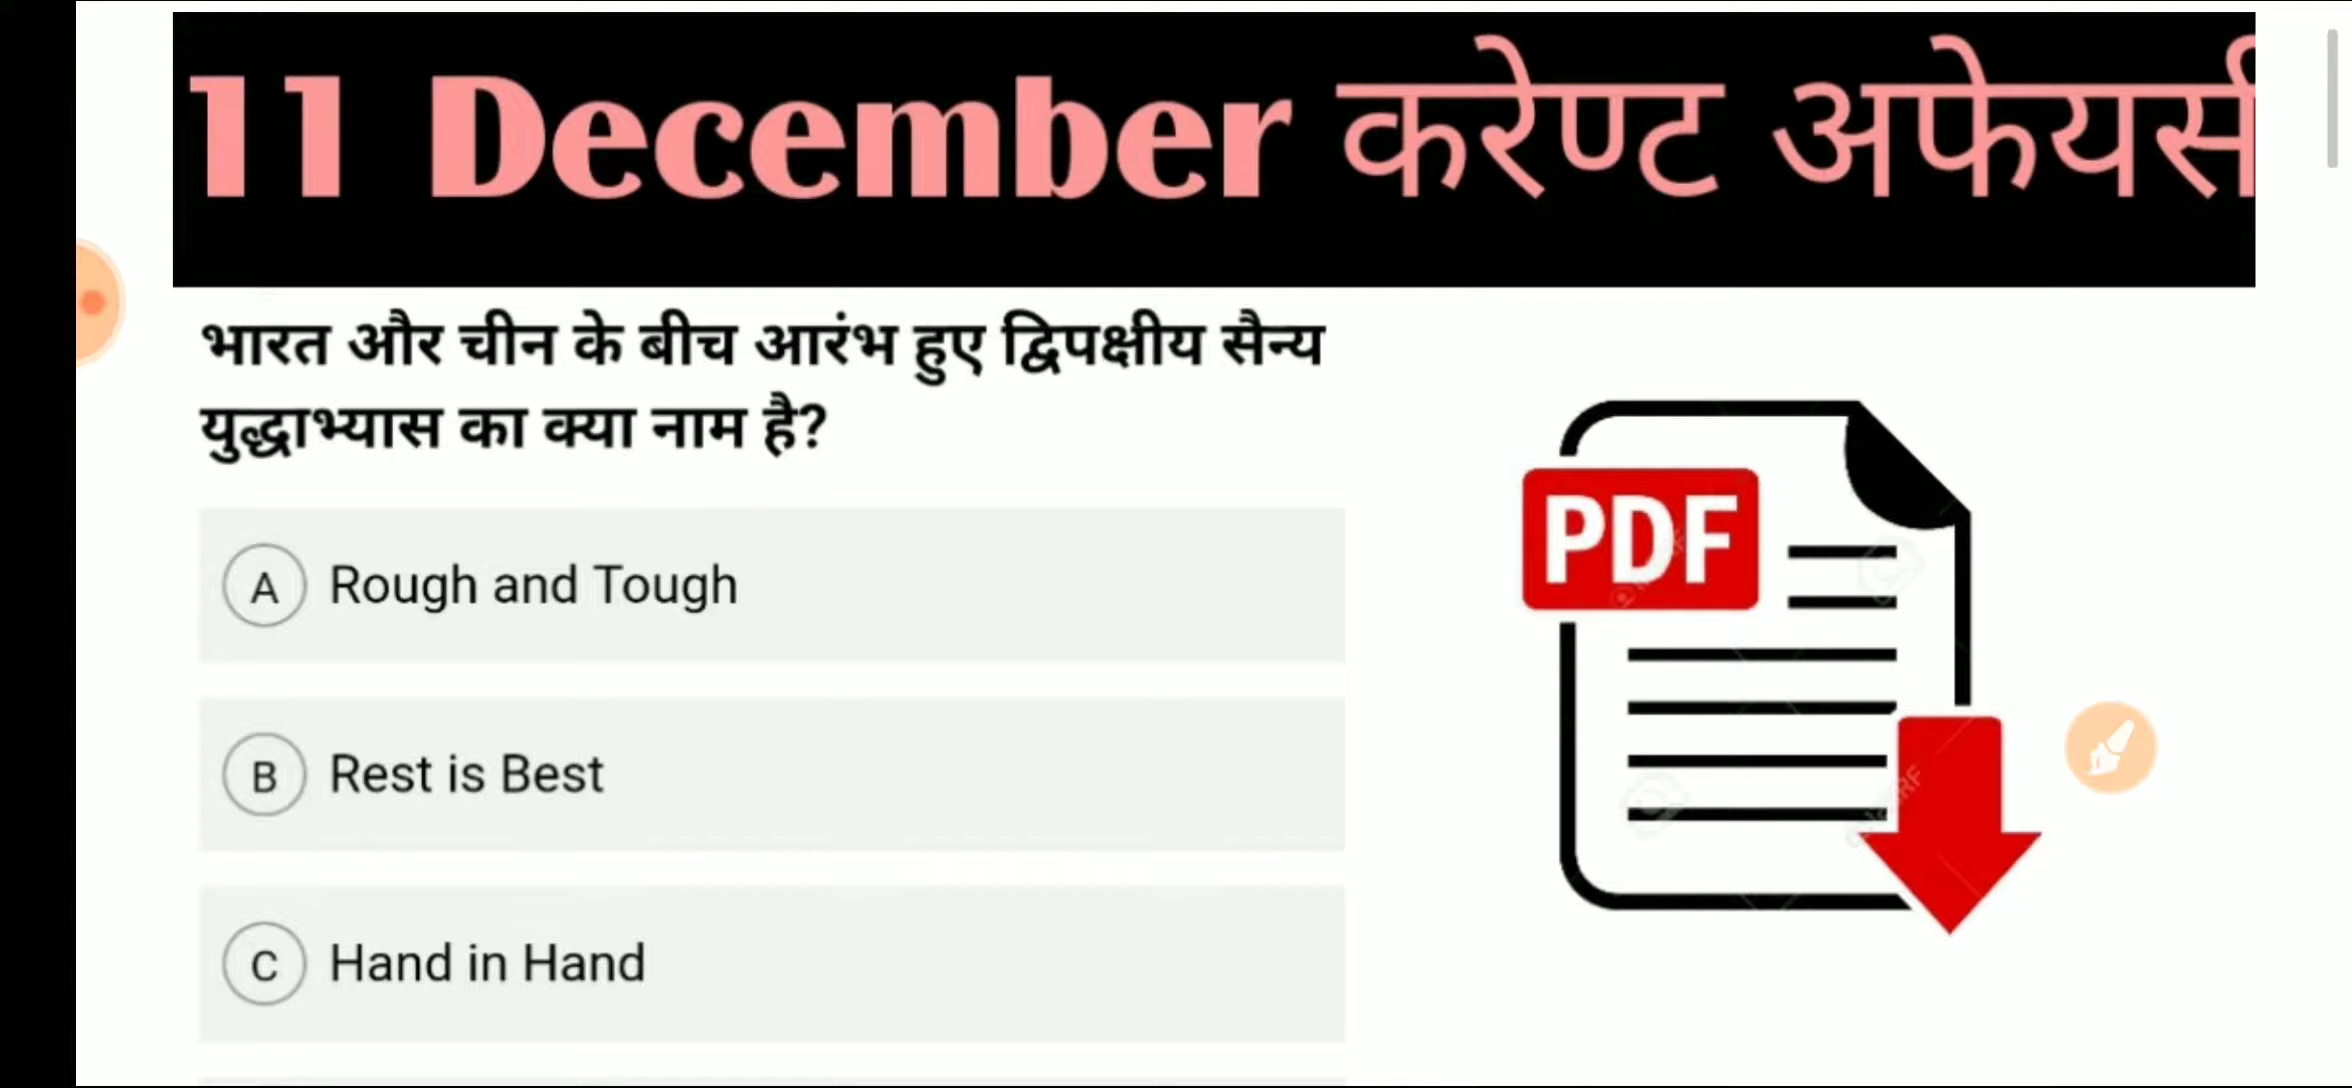 11 December करेण्ट अफेयर्स
भारत और चीन के बीच आरंभ हुए द्विपक्षीय सैन्य
युद्धाभ्यास का क्या नाम है?
A Rough and Tough
B Rest is Best
C Hand in Hand
PDF